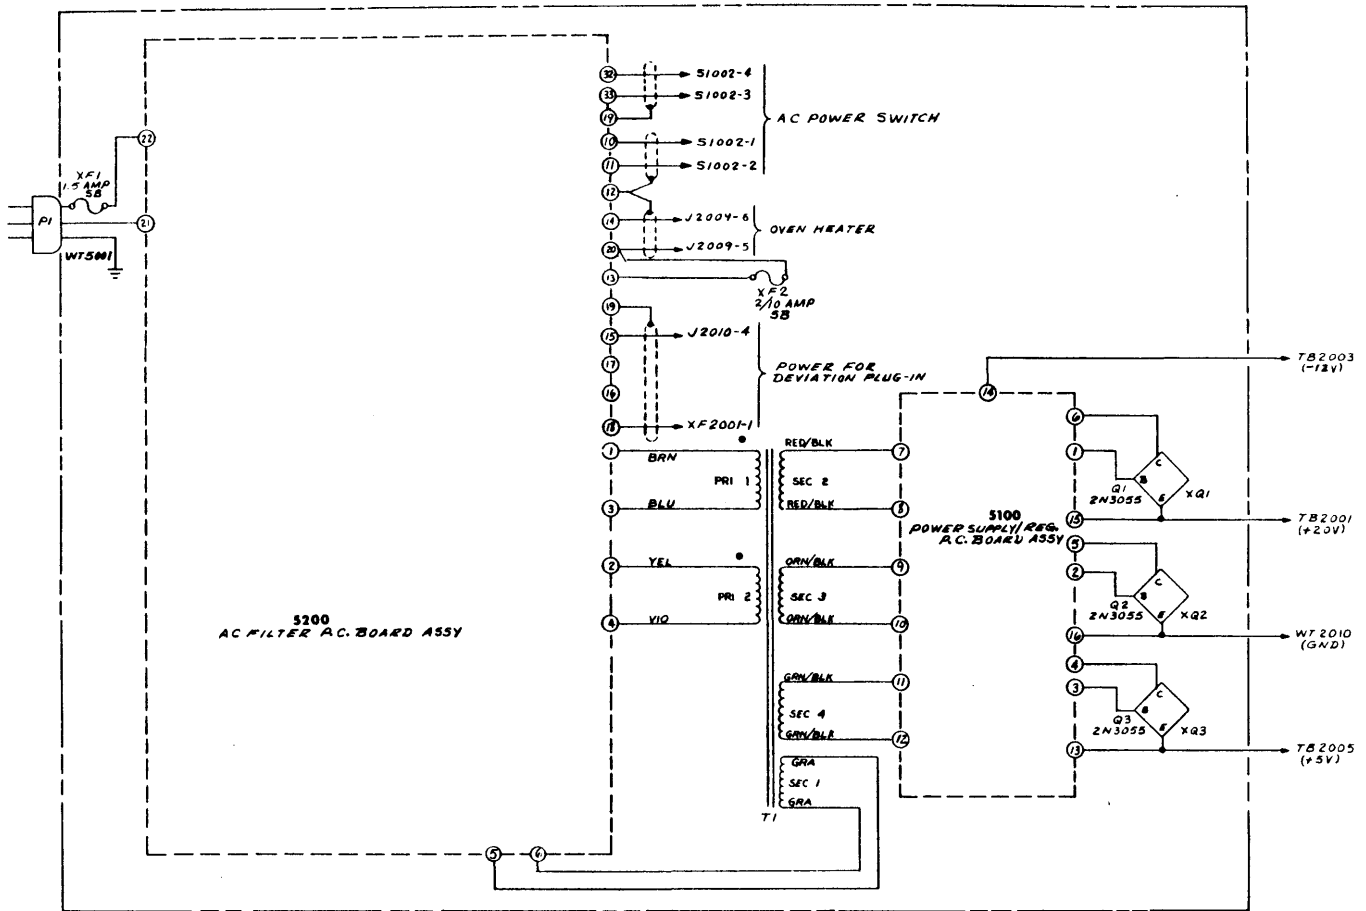 32
S1002-4
33
S1002-3
19
AC POWER SWITCH
10
S1002-1
22
11
S1002-2
XF1
1.5 AMP
SB
12
P1
21
14
J2004-6
OVEN HEATER
20
J2009-5
WT5001
13
XF2
2/10 AMP
SB
19
15
J2010-4
17
POWER FOR
DEVIATION PLUG-IN
16
18
XF2001-1
14
TB2003
(-12V)
1
BRN
PRI 1
3
BLU
2
YEL
PRI 2
4
VIO
RED/BLK
SEC 2
RED/BLK
ORN/BLK
SEC 3
ORN/BLK
GRN/BLK
SEC 4
GRN/BLK
GRA
SEC 1
GRA
T1
7
8
9
10
11
12
5100
POWER SUPPLY/REG.
P.C. BOARD ASSY
6
1
C
B
E
Q1
2N3055
XQ1
15
TB2001
(+20V)
5
2
C
B
E
Q2
2N3055
XQ2
16
WT2010
(GND)
4
3
C
B
E
Q3
2N3055
XQ3
13
TB2005
(+5V)
5200
AC FILTER P.C. BOARD ASSY
5